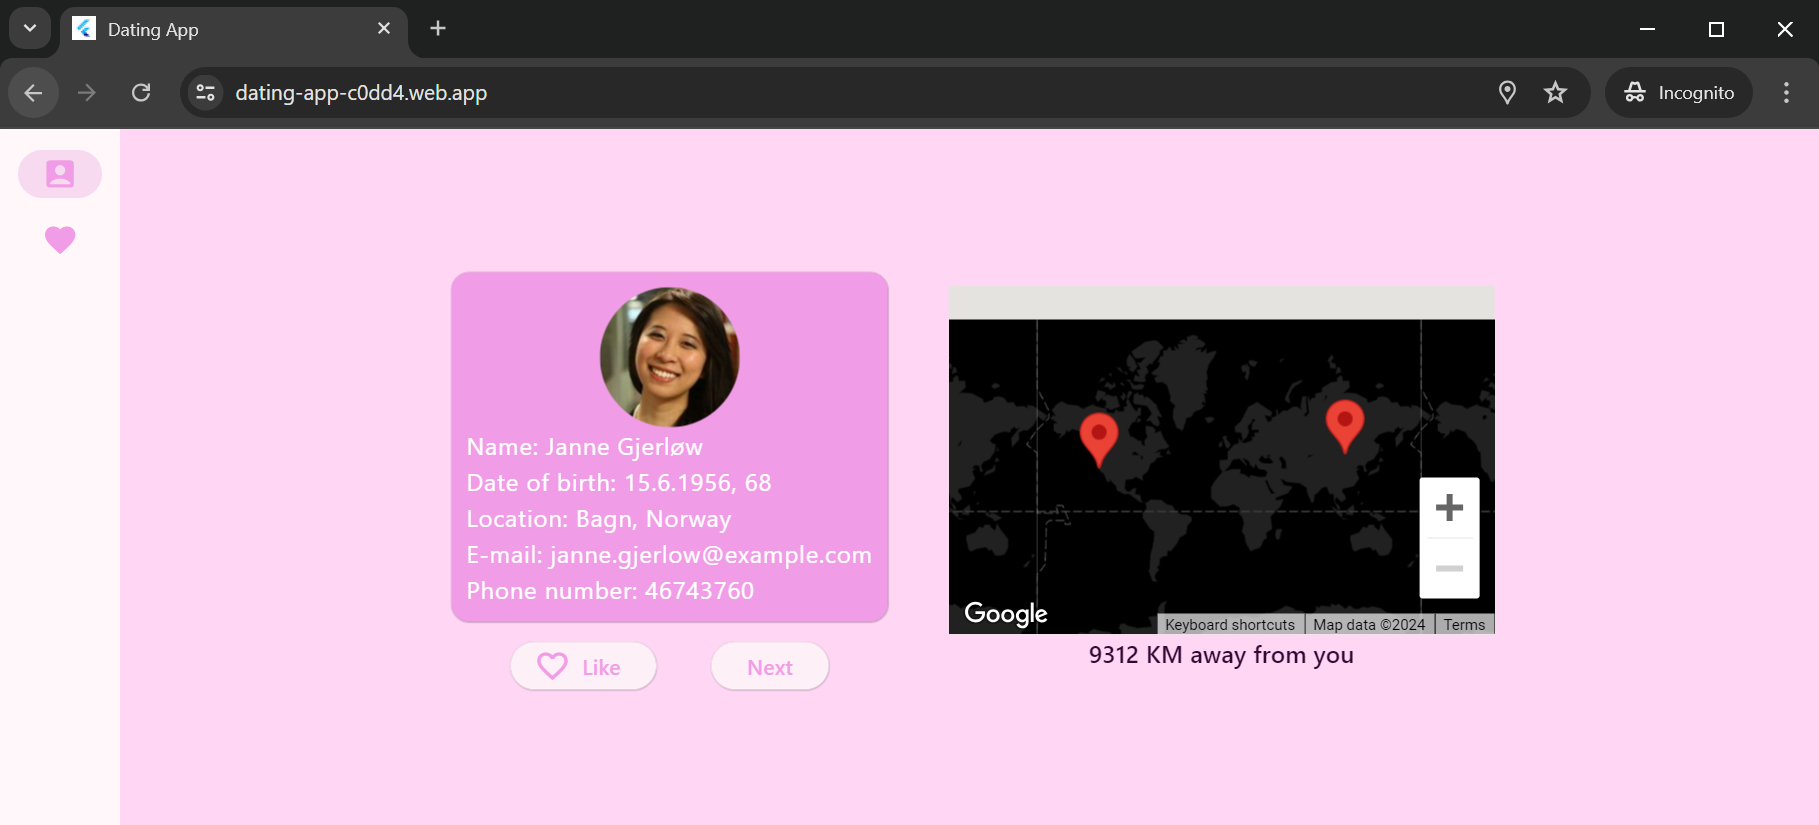 Dating App
dating-app-c0dd4.web.app
Incognito
Name: Janne Gjerløw
Date of birth: 15.6.1956, 68
Location: Bagn, Norway
E-mail: janne.gjerlow@example.com
Phone number: 46743760
Like
Next
Google
Keyboard shortcuts
Map data ©2024
Terms
9312 KM away from you